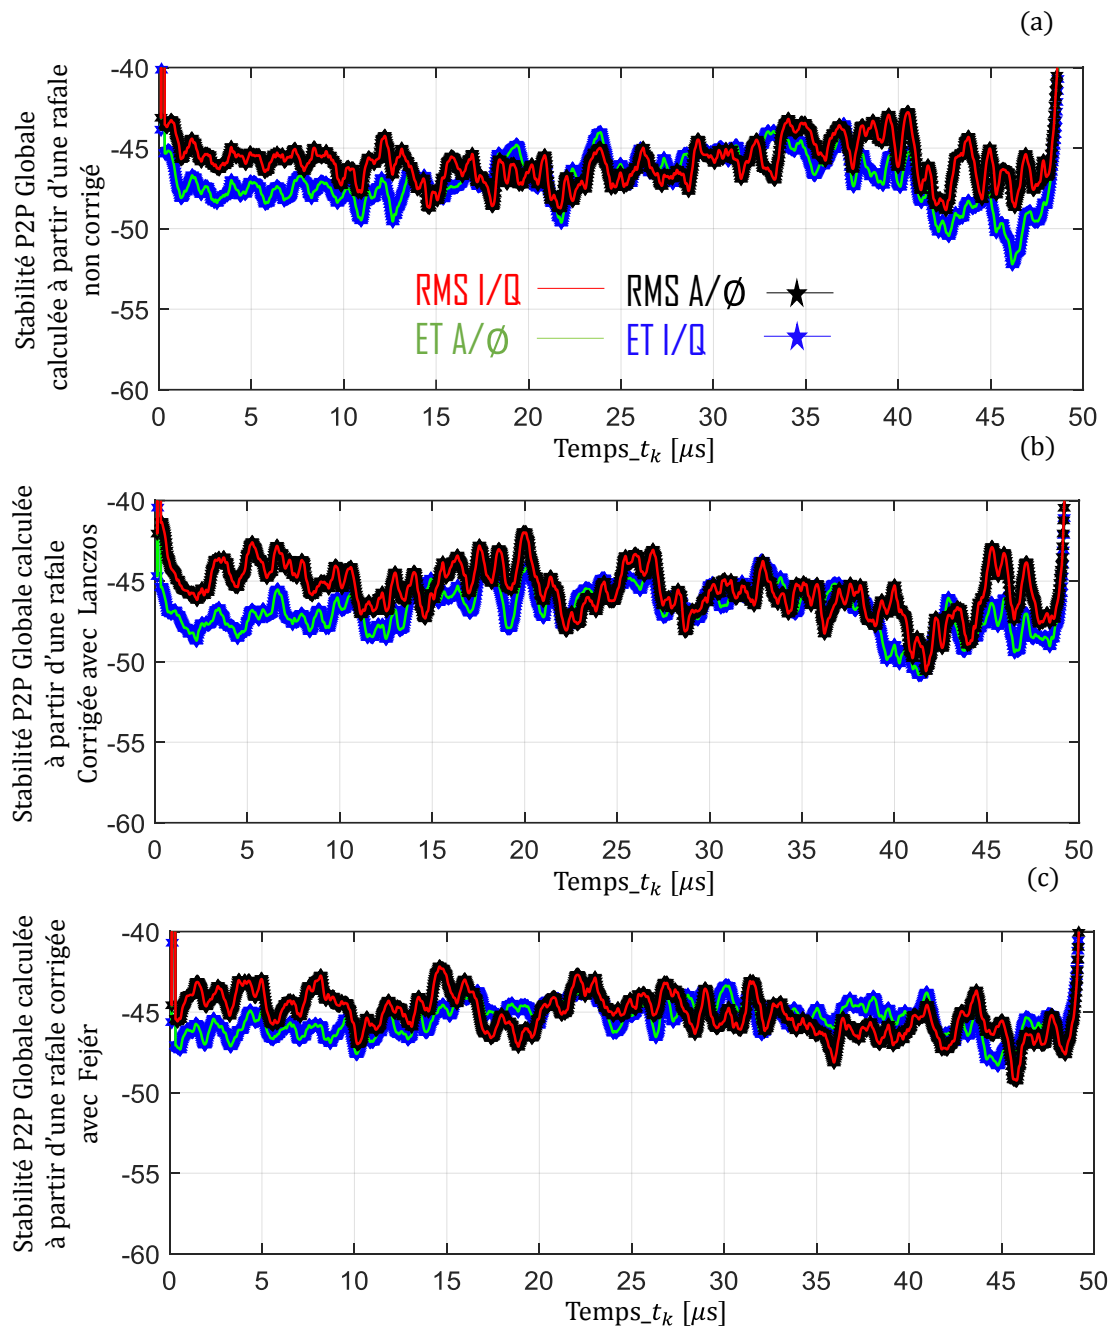 (a)
Stabilité P2P Globale
calculée à partir d'une rafale
non corrigé
-40
-45
-50
-55
-60
RMS I/Q
RMS A/Ø
ET A/Ø
ET I/Q
0 5 10 15 20 25 30 35 40 45 50
Temps_t_k [μs]
(b)
Stabilité P2P Globale calculée
à partir d'une rafale
Corrigée avec Lanczos
-40
-45
-50
-55
-60
0 5 10 15 20 25 30 35 40 45 50
Temps_t_k [μs]
(c)
Stabilité P2P Globale calculée
à partir d'une rafale corrigée
avec Fejér
-40
-45
-50
-55
-60
0 5 10 15 20 25 30 35 40 45 50
Temps_t_k [μs]